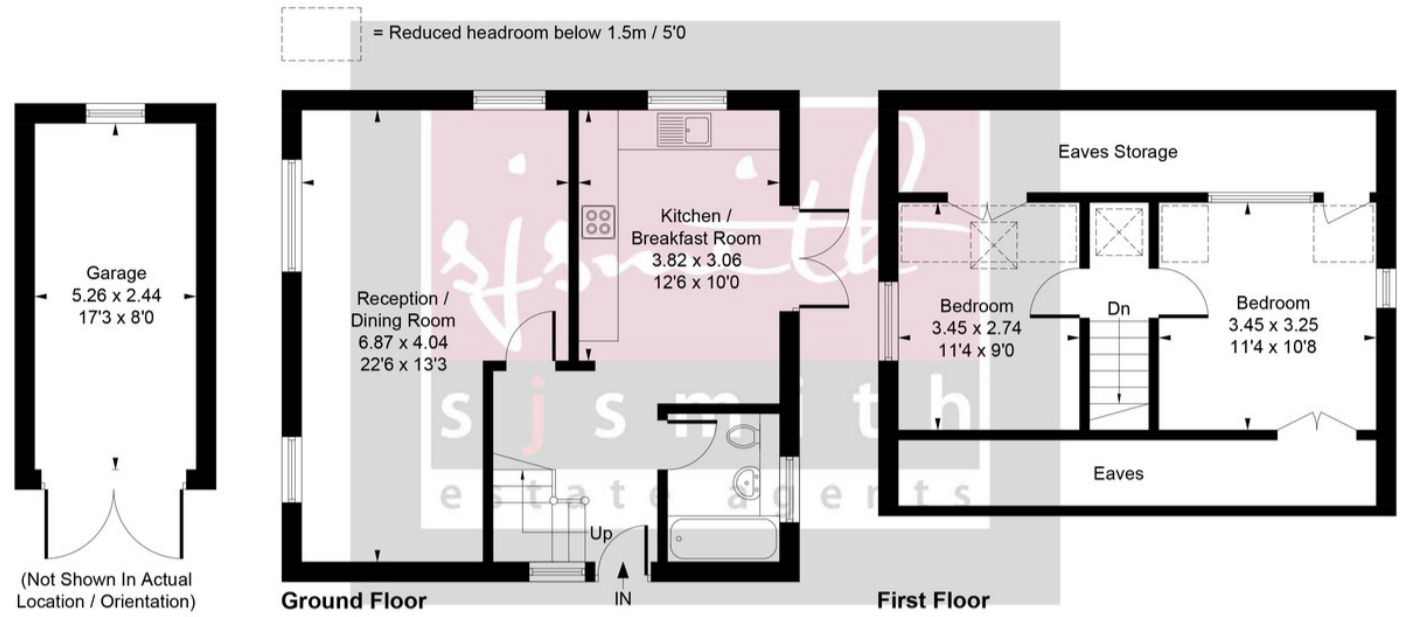 = Reduced headroom below 1.5m / 5'0
Garage
5.26 x 2.44
17'3 x 8'0
(Not Shown In Actual
Location / Orientation)
Reception /
Dining Room
6.87 x 4.04
22'6 x 13'3
Kitchen /
Breakfast Room
3.82 x 3.06
12'6 x 10'0
Up
IN
Ground Floor
sjsmith
sjsmith
estate agents
Eaves Storage
Bedroom
3.45 x 2.74
11'4 x 9'0
Dn
Bedroom
3.45 x 3.25
11'4 x 10'8
Eaves
First Floor